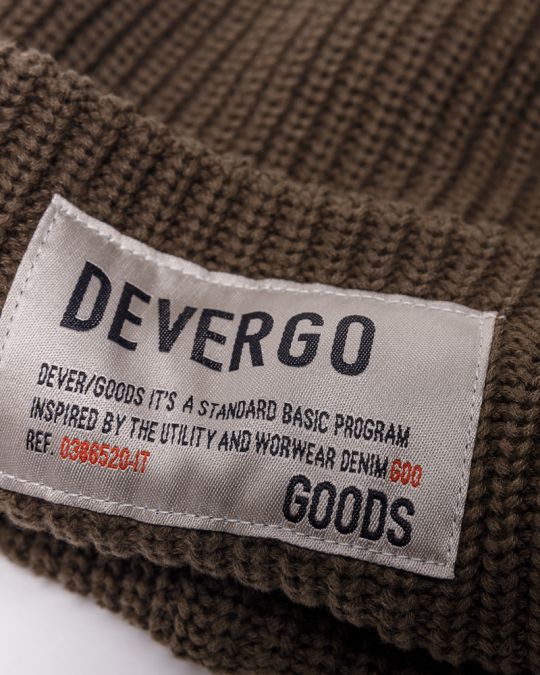 DEVERGO
DEVER/GOODS IT'S A STANDARD BASIC PROGRAM
INSPIRED BY THE UTILITY AND WORWEAR DENIM GOO
REF. 0386520-IT
GOODS